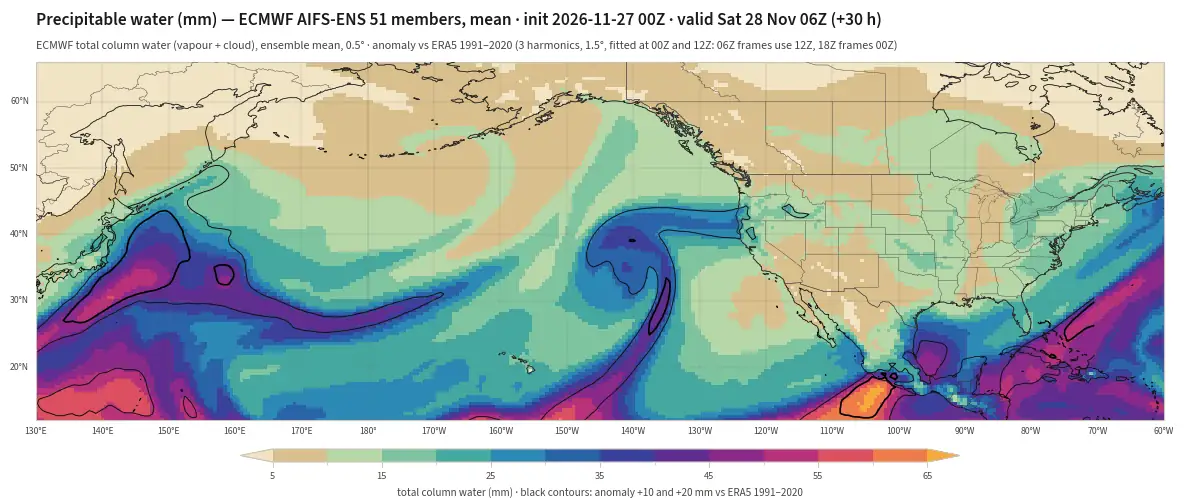 Precipitable water (mm) — ECMWF AIFS-ENS 51 members, mean · init 2026-11-27 00Z · valid Sat 28 Nov 06Z (+30 h)
ECMWF total column water (vapour + cloud), ensemble mean, 0.5° · anomaly vs ERA5 1991–2020 (3 harmonics, 1.5°, fitted at 00Z and 12Z: 06Z frames use 12Z, 18Z frames 00Z)
60°N
50°N
40°N
30°N
20°N
130°E 140°E 150°E 160°E 170°E 180° 170°W 160°W 150°W 140°W 130°W 120°W 110°W 100°W 90°W 80°W 70°W 60°W
5 15 25 35 45 55 65
total column water (mm) · black contours: anomaly +10 and +20 mm vs ERA5 1991–2020